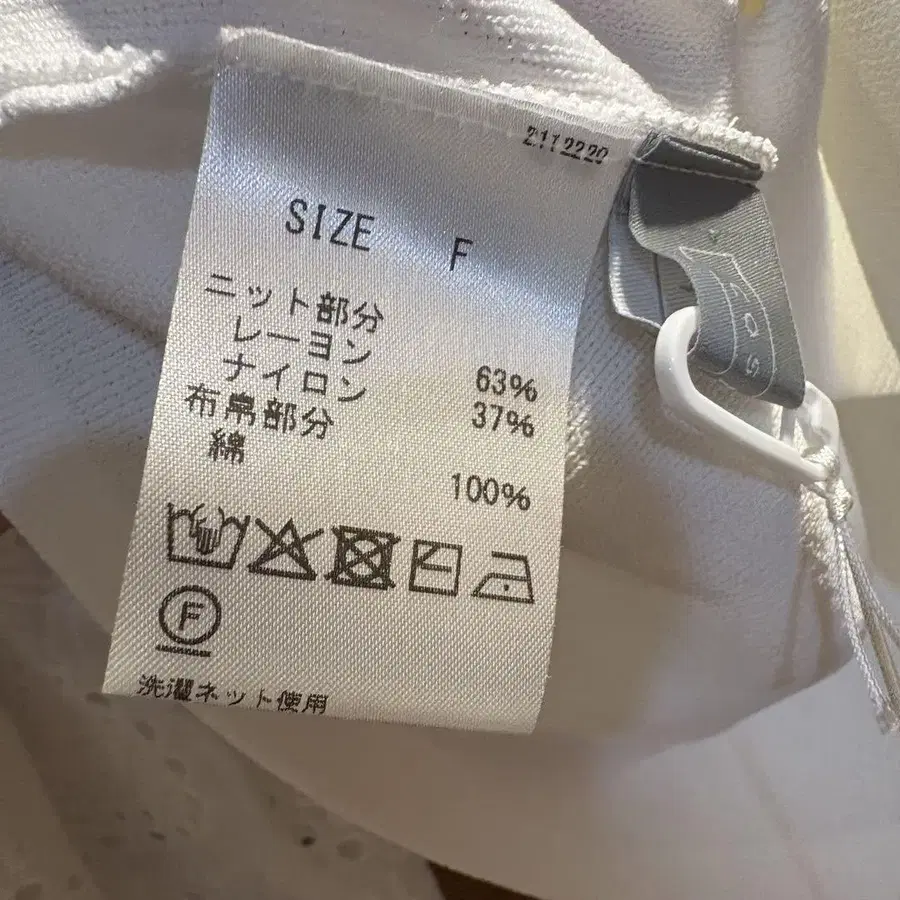 2112220
SIZE F
ニット部分
レーヨン 63%
ナイロン 37%
布帛部分
綿 100%
F
洗濯ネット使用